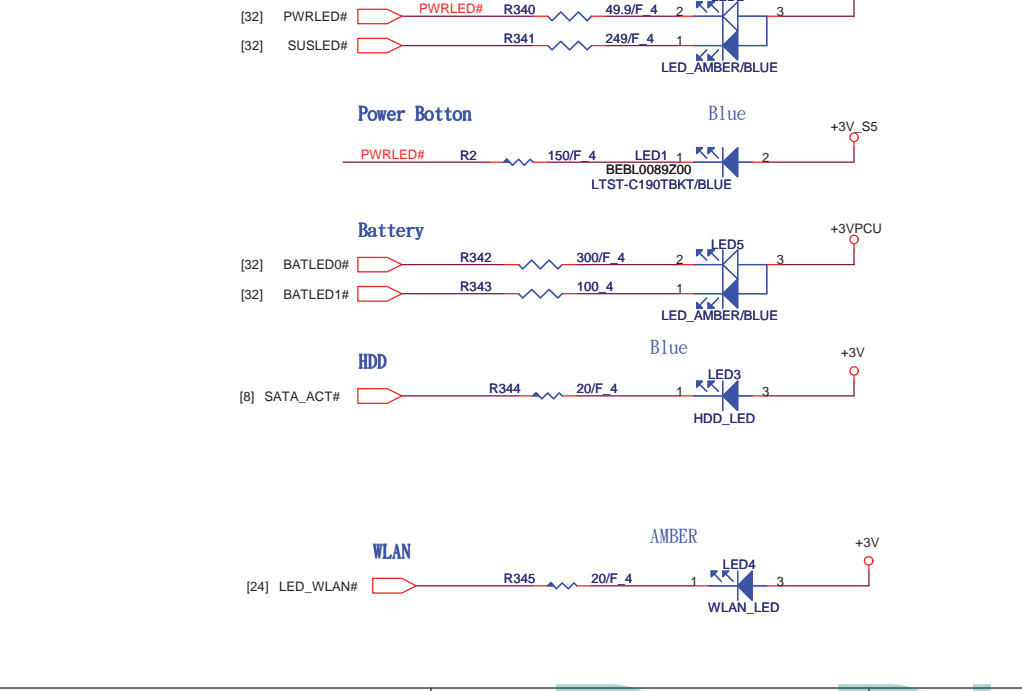 [32] PWRLED# PWRLED# R340 49.9/F_4 2 3
[32] SUSLED# R341 249/F_4 1
LED_AMBER/BLUE
Power Botton Blue
+3V_S5
PWRLED# R2 150/F_4 LED1 1 2
BEBL0089Z00
LTST-C190TBKT/BLUE
Battery +3VPCU
LED5
[32] BATLED0# R342 300/F_4 2 3
[32] BATLED1# R343 100_4 1
LED_AMBER/BLUE
Blue
HDD +3V
LED3
[8] SATA_ACT# R344 20/F_4 1 3
HDD_LED
AMBER
WLAN +3V
LED4
[24] LED_WLAN# R345 20/F_4 1 3
WLAN_LED